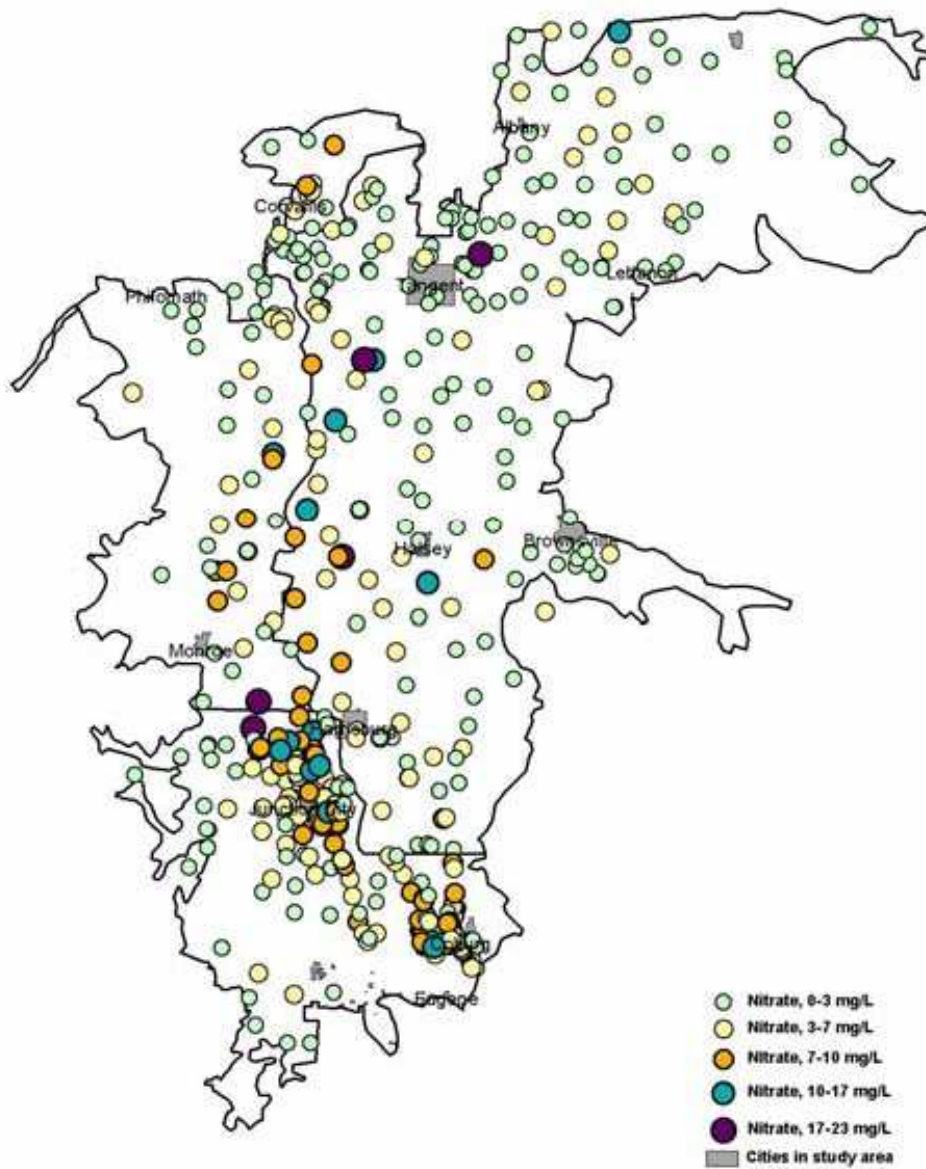 Albany
Corvallis
Lebanon
Tangent
Philomath
Halsey
Brownsville
Monroe
Harrisburg
Junction City
Coburg
Eugene
Nitrate, 0-3 mg/L
Nitrate, 3-7 mg/L
Nitrate, 7-10 mg/L
Nitrate, 10-17 mg/L
Nitrate, 17-23 mg/L
Cities in study area